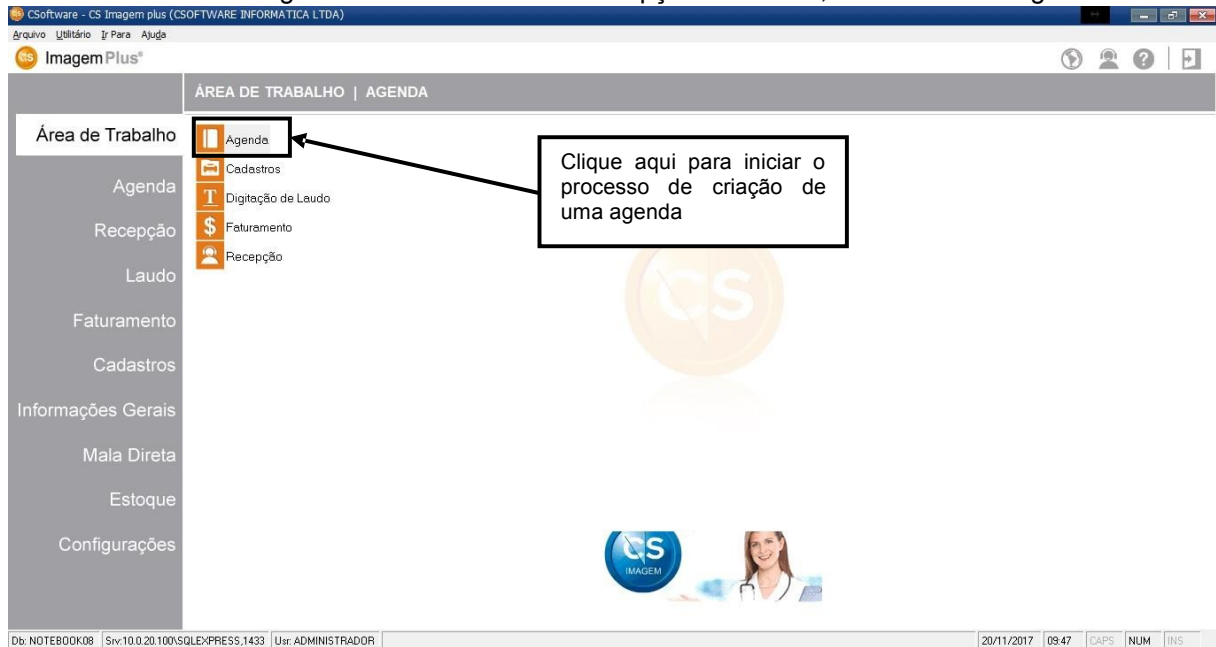 CSoftware - CS Imagem plus (CSOFTWARE INFORMATICA LTDA)
Arquivo Utilitário Ir Para Ajuda
CS ImagemPlus®
ÁREA DE TRABALHO | AGENDA
Área de Trabalho
Agenda
Recepção
Laudo
Faturamento
Cadastros
Informações Gerais
Mala Direta
Estoque
Configurações
Agenda
Cadastros
Digitação de Laudo
Faturamento
Recepção
Clique aqui para iniciar o
processo de criação de
uma agenda
CS
CS
IMAGEM
Db: NOTEBOOK08 Srv:10.0.20.100\SQLEXPRESS,1433 Usr: ADMINISTRADOR 20/11/2017 09:47 CAPS NUM INS